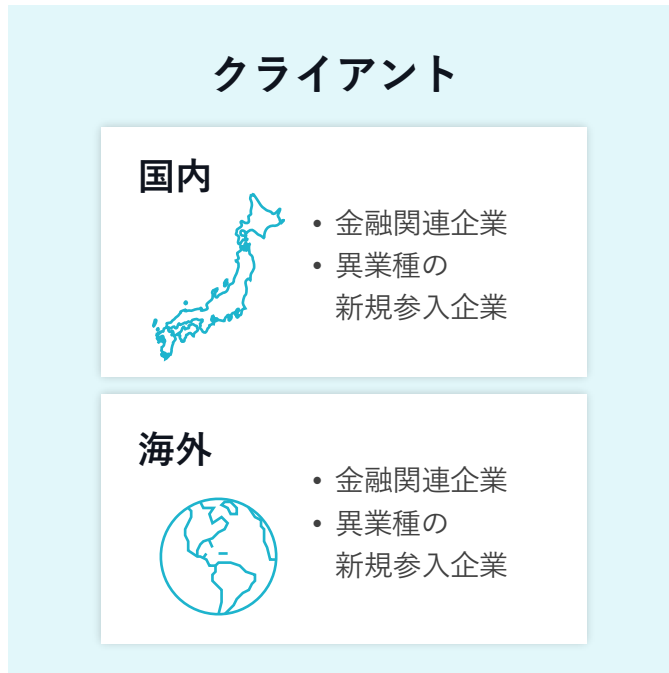 クライアント
国内
• 金融関連企業
• 異業種の
新規参入企業
海外
• 金融関連企業
• 異業種の
新規参入企業